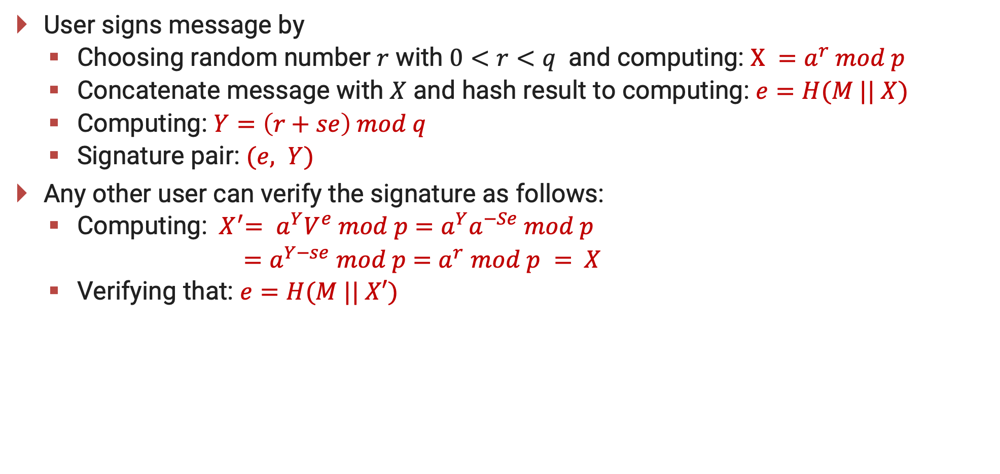 User signs message by
Choosing random number r with 0 < r < q and computing: X = a^r mod p
Concatenate message with X and hash result to computing: e = H(M || X)
Computing: Y = (r + se) mod q
Signature pair: (e, Y)
Any other user can verify the signature as follows:
Computing: X′= a^Y V^e mod p = a^Y a^−Se mod p
= a^Y−se mod p = a^r mod p = X
Verifying that: e = H(M || X′)